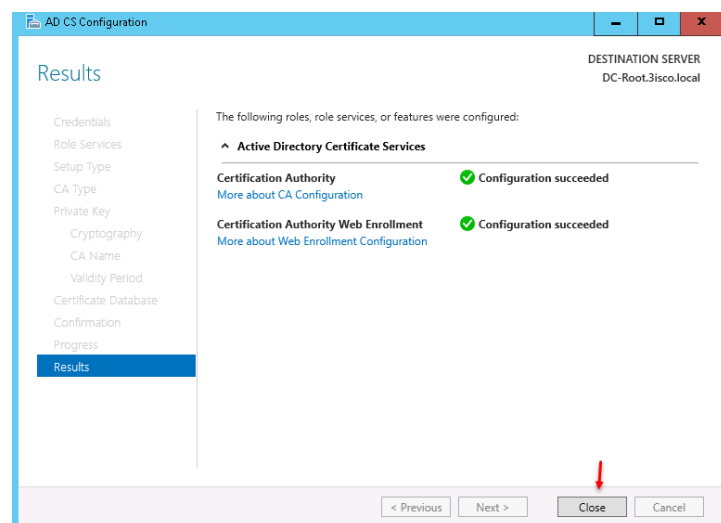 AD CS Configuration
Results
DESTINATION SERVER
DC-Root.3isco.local
Credentials
Role Services
Setup Type
CA Type
Private Key
Cryptography
CA Name
Validity Period
Certificate Database
Confirmation
Progress
Results
The following roles, role services, or features were configured:
Active Directory Certificate Services
Certification Authority Configuration succeeded
More about CA Configuration
Certification Authority Web Enrollment Configuration succeeded
More about Web Enrollment Configuration
< Previous Next > Close Cancel